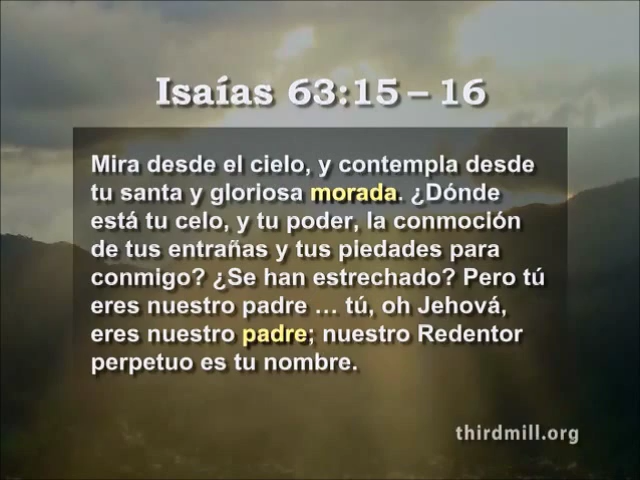 Isaías 63:15 – 16
Mira desde el cielo, y contempla desde
tu santa y gloriosa morada. ¿Dónde
está tu celo, y tu poder, la conmoción
de tus entrañas y tus piedades para
conmigo? ¿Se han estrechado? Pero tú
eres nuestro padre … tú, oh Jehová,
eres nuestro padre; nuestro Redentor
perpetuo es tu nombre.
thirdmill.org